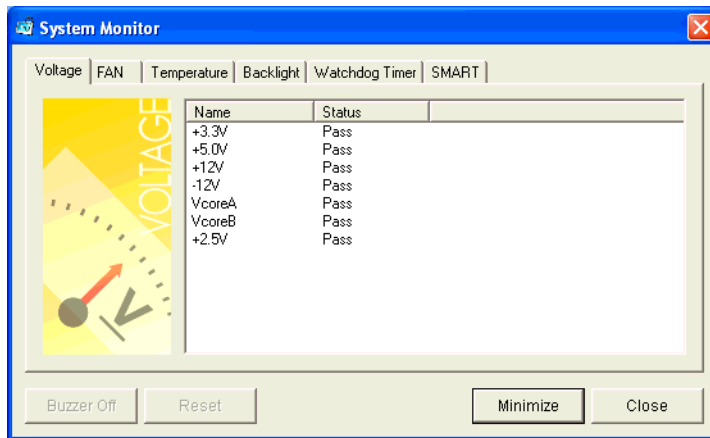 System Monitor
Voltage FAN Temperature Backlight Watchdog Timer SMART
VOLTAGE
V
Name Status
+3.3V Pass
+5.0V Pass
+12V Pass
-12V Pass
VcoreA Pass
VcoreB Pass
+2.5V Pass
Buzzer Off Reset Minimize Close